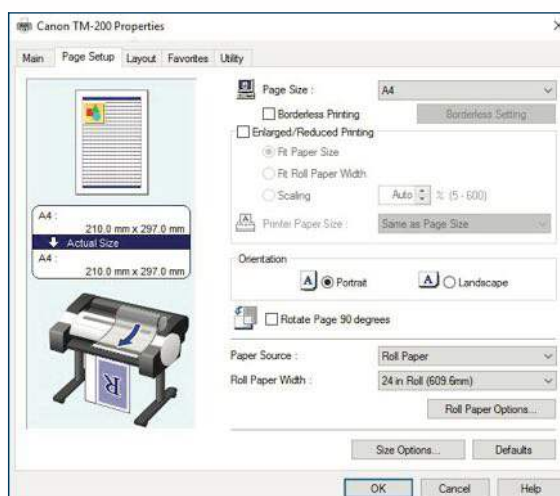 Canon TM-200 Properties
Main Page Setup Layout Favorites Utility
Page Size : A4
Borderless Printing Borderless Setting
Enlarged/Reduced Printing
Fit Paper Size
Fit Roll Paper Width
Scaling Auto % (5 - 600)
Printer Paper Size : Same as Page Size
A4 :
210.0 mm x 297.0 mm
Actual Size
A4 :
210.0 mm x 297.0 mm
Orientation
A Portrait A Landscape
Rotate Page 90 degrees
R
Paper Source : Roll Paper
Roll Paper Width : 24 in Roll (609.6mm)
Roll Paper Options...
Size Options... Defaults
OK Cancel Help